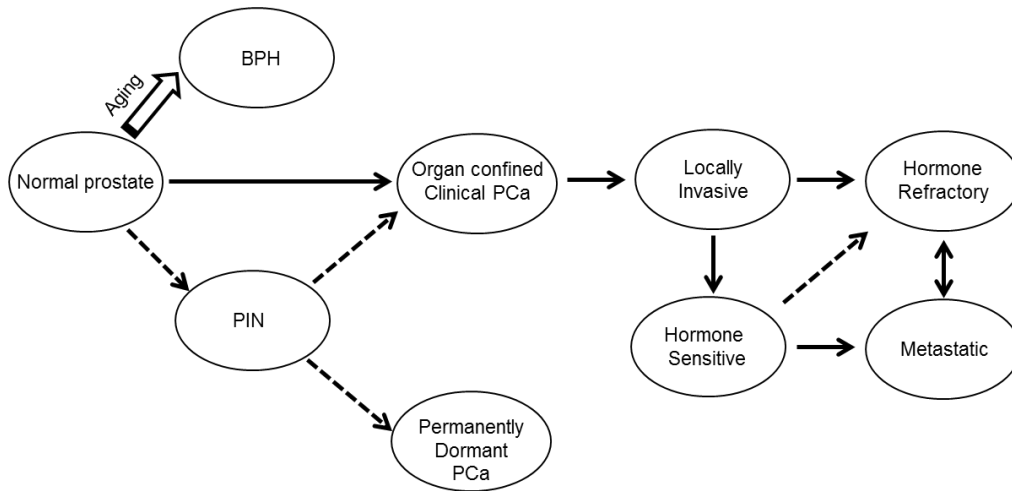 BPH
Aging
Normal prostate
Organ confined
Clinical PCa
Locally
Invasive
Hormone
Refractory
PIN
Hormone
Sensitive
Metastatic
Permanently
Dormant
PCa